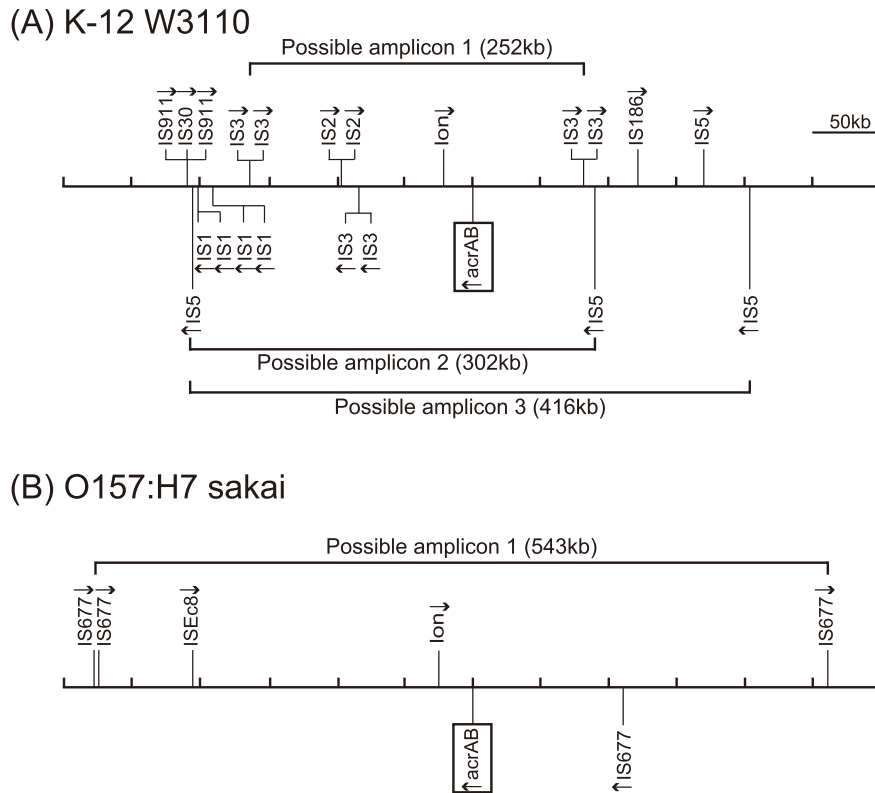 (A) K-12 W3110
Possible amplicon 1 (252kb)
IS911
IS30
IS911
IS3
IS3
IS2
IS2
lon
IS3
IS3
IS186
IS5
50kb
IS1
IS1
IS1
IS1
IS3
IS3
acrAB
IS5
IS5
IS5
Possible amplicon 2 (302kb)
Possible amplicon 3 (416kb)
(B) O157:H7 sakai
Possible amplicon 1 (543kb)
IS677
IS677
ISEc8
lon
IS677
acrAB
IS677